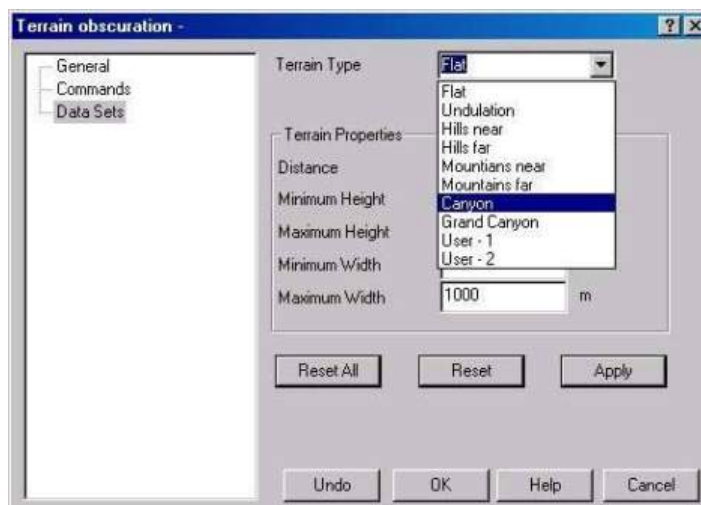 Terrain obscuration -
General
Commands
Data Sets
Terrain Type
Flat
Flat
Undulation
Hills near
Hills far
Mountians near
Mountains far
Canyon
Grand Canyon
User - 1
User - 2
Terrain Properties
Distance
Minimum Height
Maximum Height
Minimum Width
Maximum Width
1000 m
Reset All Reset Apply
Undo OK Help Cancel